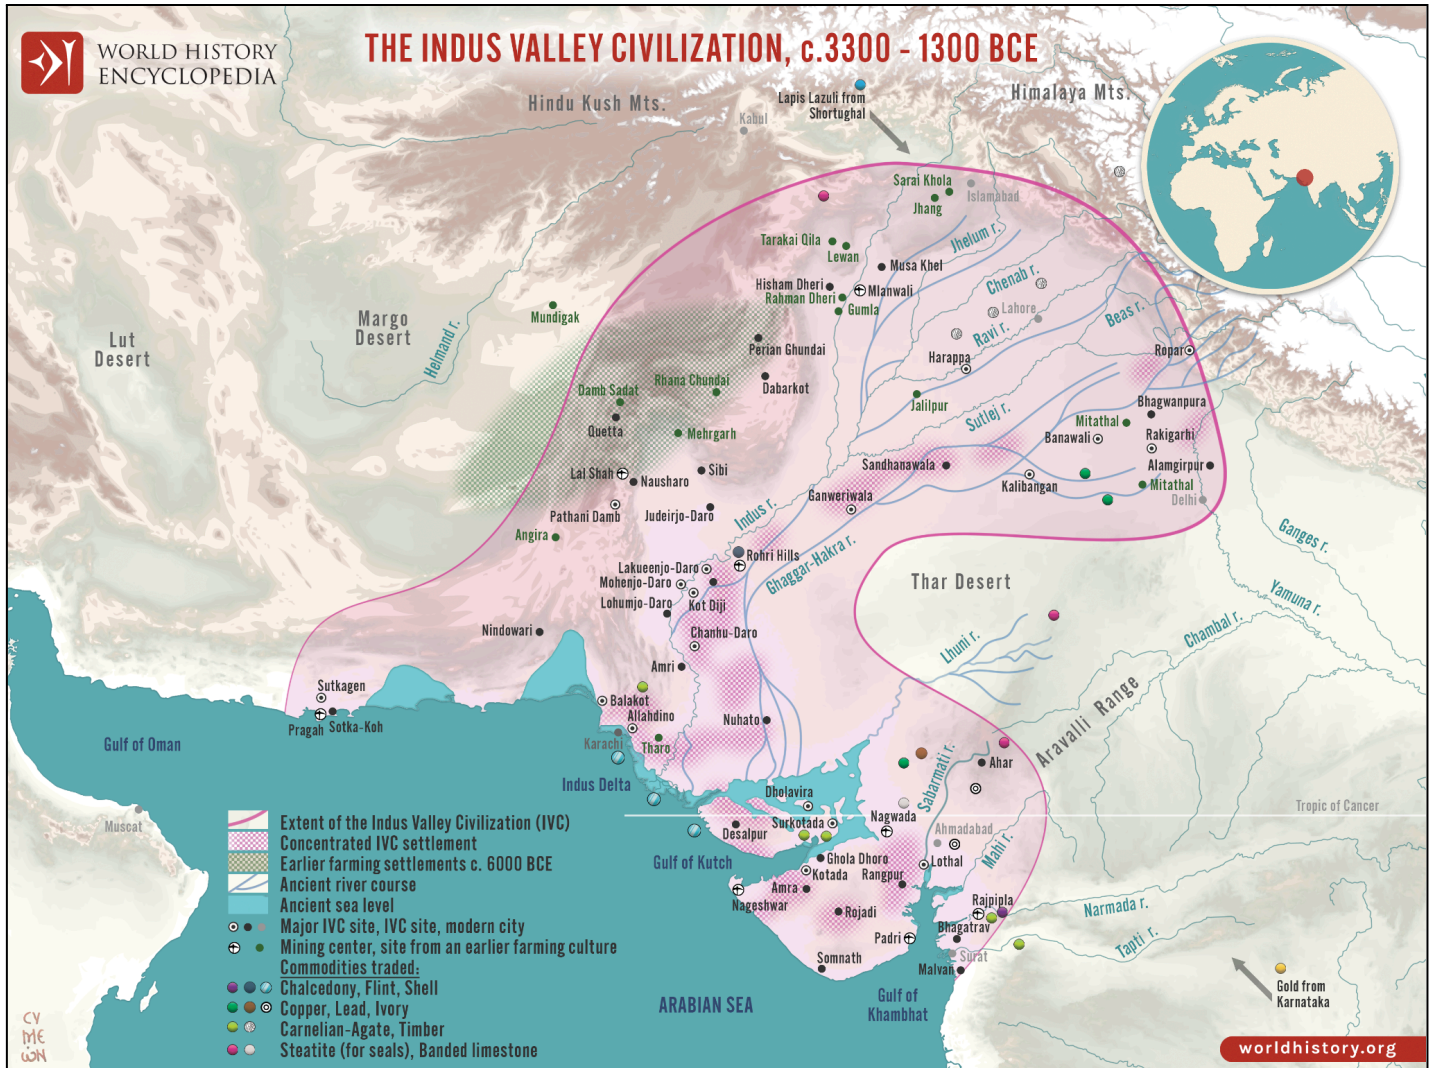 WORLD HISTORY
ENCYCLOPEDIA
THE INDUS VALLEY CIVILIZATION, c.3300 - 1300 BCE
Hindu Kush Mts.
Himalaya Mts.
Lapis Lazuli from
Shortughal
Kabul
Sarai Khola
Islamabad
Jhang
Jhelum r.
Tarakai Qila
Lewan
Musa Khel
Chenab r.
Hisham Dheri
Mlanwali
Rahman Dheri
Gumla
Lahore
Beas r.
Ravi r.
Mundigak
Margo
Desert
Helmand r.
Lut
Desert
Perian Ghundai
Harappa
Ropar
Dabarkot
Rhana Chundai
Damb Sadat
Jalilpur
Sutlej r.
Bhagwanpura
Quetta
Mehrgarh
Mitathal
Banawali
Rakigarhi
Lal Shah
Nausharo
Sibi
Sandhanawala
Alamgirpur
Kalibangan
Mitathal
Delhi
Pathani Damb
Judeirjo-Daro
Ganweriwala
Indus r.
Angira
Ganges r.
Rohri Hills
Ghaggar-Hakra r.
Lakueenjo-Daro
Mohenjo-Daro
Thar Desert
Lohumjo-Daro
Kot Diji
Yamuna r.
Nindowari
Chanhu-Daro
Chambal r.
Lhuni r.
Amri
Sutkagen
Balakot
Pragah
Sotka-Koh
Allahdino
Nuhato
Aravalli Range
Gulf of Oman
Karachi
Tharo
Sabarmati r.
Ahar
Indus Delta
Dholavira
Tropic of Cancer
Muscat
Desalpur
Surkotada
Nagwada
Ahmadabad
Mahi r.
Gulf of Kutch
Ghola Dhoro
Lothal
Kotada
Rangpur
Amra
Nageshwar
Rojadi
Rajpipla
Narmada r.
Bhagatrav
Padri
Tapti r.
Surat
Somnath
Malvan
Gold from
Karnataka
ARABIAN SEA
Gulf of
Khambhat
Extent of the Indus Valley Civilization (IVC)
Concentrated IVC settlement
Earlier farming settlements c. 6000 BCE
Ancient river course
Ancient sea level
Major IVC site, IVC site, modern city
Mining center, site from an earlier farming culture
Commodities traded:
Chalcedony, Flint, Shell
Copper, Lead, Ivory
Carnelian-Agate, Timber
Steatite (for seals), Banded limestone
worldhistory.org